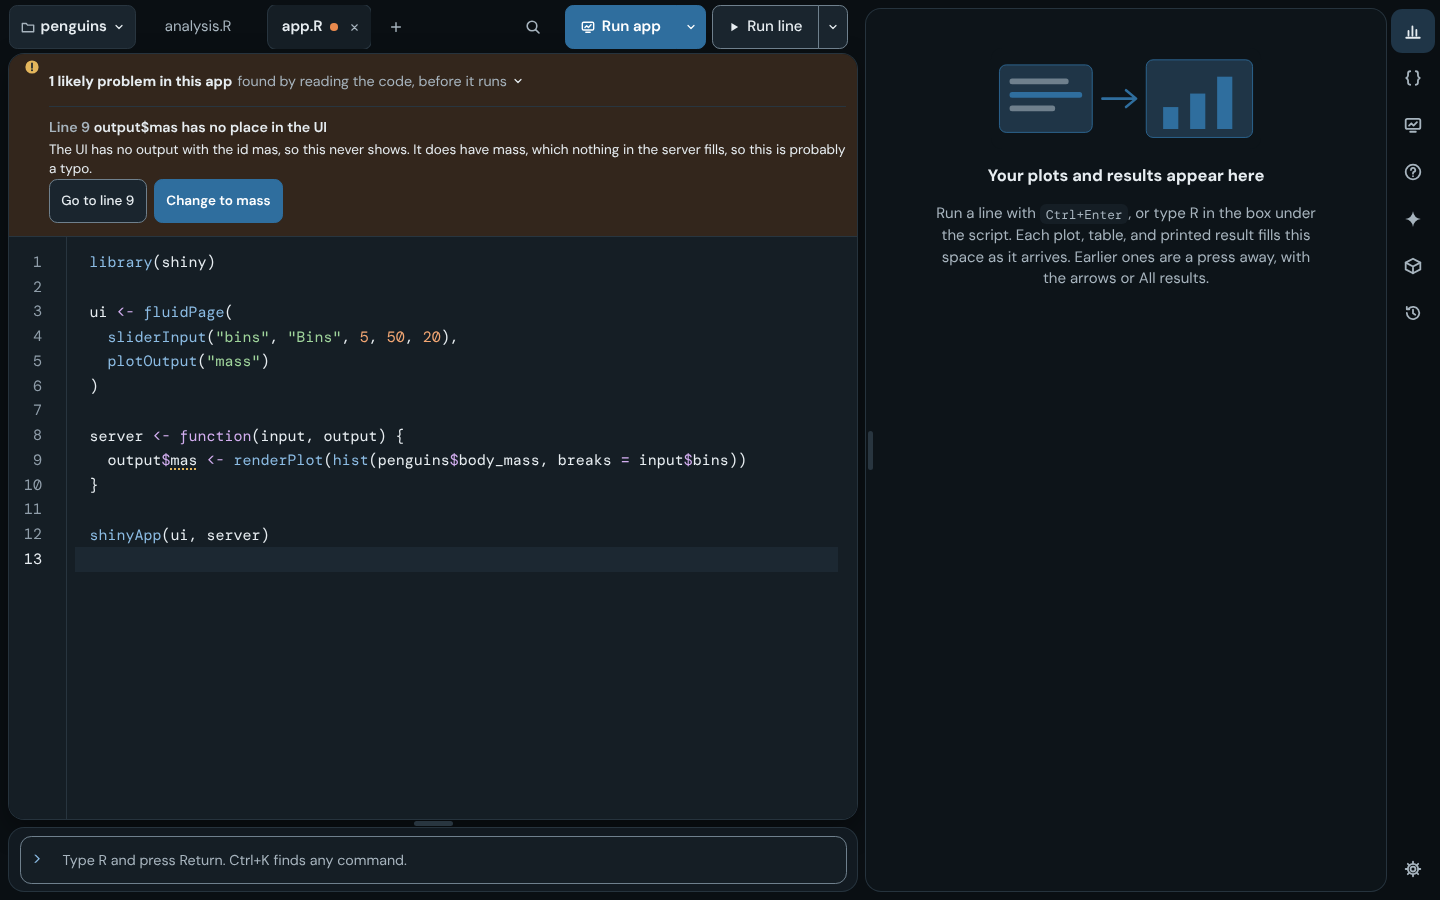 penguins
analysis.R
app.R
Run app
Run line
1 likely problem in this app found by reading the code, before it runs
Line 9 output$mas has no place in the UI
The UI has no output with the id mas, so this never shows. It does have mass, which nothing in the server fills, so this is probably
a typo.
Go to line 9
Change to mass
1 library(shiny)
2
3 ui <- fluidPage(
4   sliderInput("bins", "Bins", 5, 50, 20),
5   plotOutput("mass")
6 )
7
8 server <- function(input, output) {
9   output$mas <- renderPlot(hist(penguins$body_mass, breaks = input$bins))
10 }
11
12 shinyApp(ui, server)
13
Type R and press Return. Ctrl+K finds any command.
Your plots and results appear here
Run a line with Ctrl+Enter, or type R in the box under
the script. Each plot, table, and printed result fills this
space as it arrives. Earlier ones are a press away, with
the arrows or All results.